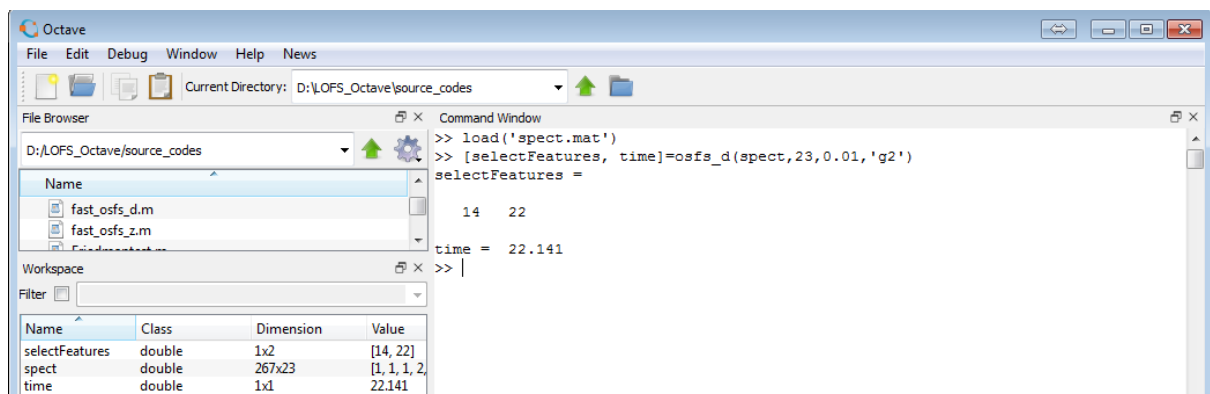 Octave
File Edit Debug Window Help News
Current Directory: D:\LOFS_Octave\source_codes
File Browser
D:/LOFS_Octave/source_codes
Name
fast_osfs_d.m
fast_osfs_z.m
Workspace
Filter
Name Class Dimension Value
selectFeatures double 1x2 [14, 22]
spect double 267x23 [1, 1, 1, 2,
time double 1x1 22.141
Command Window
>> load('spect.mat')
>> [selectFeatures, time]=osfs_d(spect,23,0.01,'g2')
selectFeatures =
14 22
time = 22.141
>>